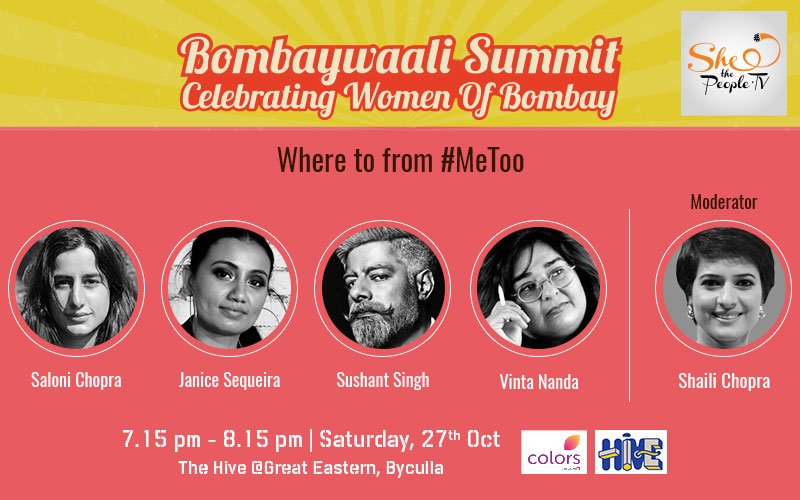 Bombaywaali Summit
Celebrating Women Of Bombay
She
the
People.TV
Where to from #MeToo
Moderator
Saloni Chopra
Janice Sequeira
Sushant Singh
Vinta Nanda
Shaili Chopra
7.15 pm - 8.15 pm | Saturday, 27th Oct
The Hive @Great Eastern, Byculla
colors
HIVE